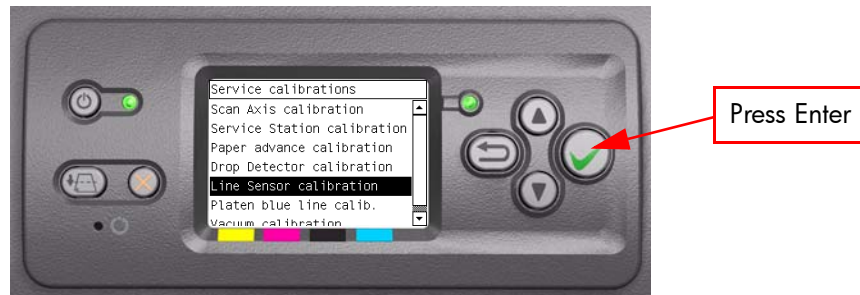 Service calibrations
Scan Axis calibration
Service Station calibration
Paper advance calibration
Drop Detector calibration
Line Sensor calibration
Platen blue line calib.
Vacuum calibration
Press Enter